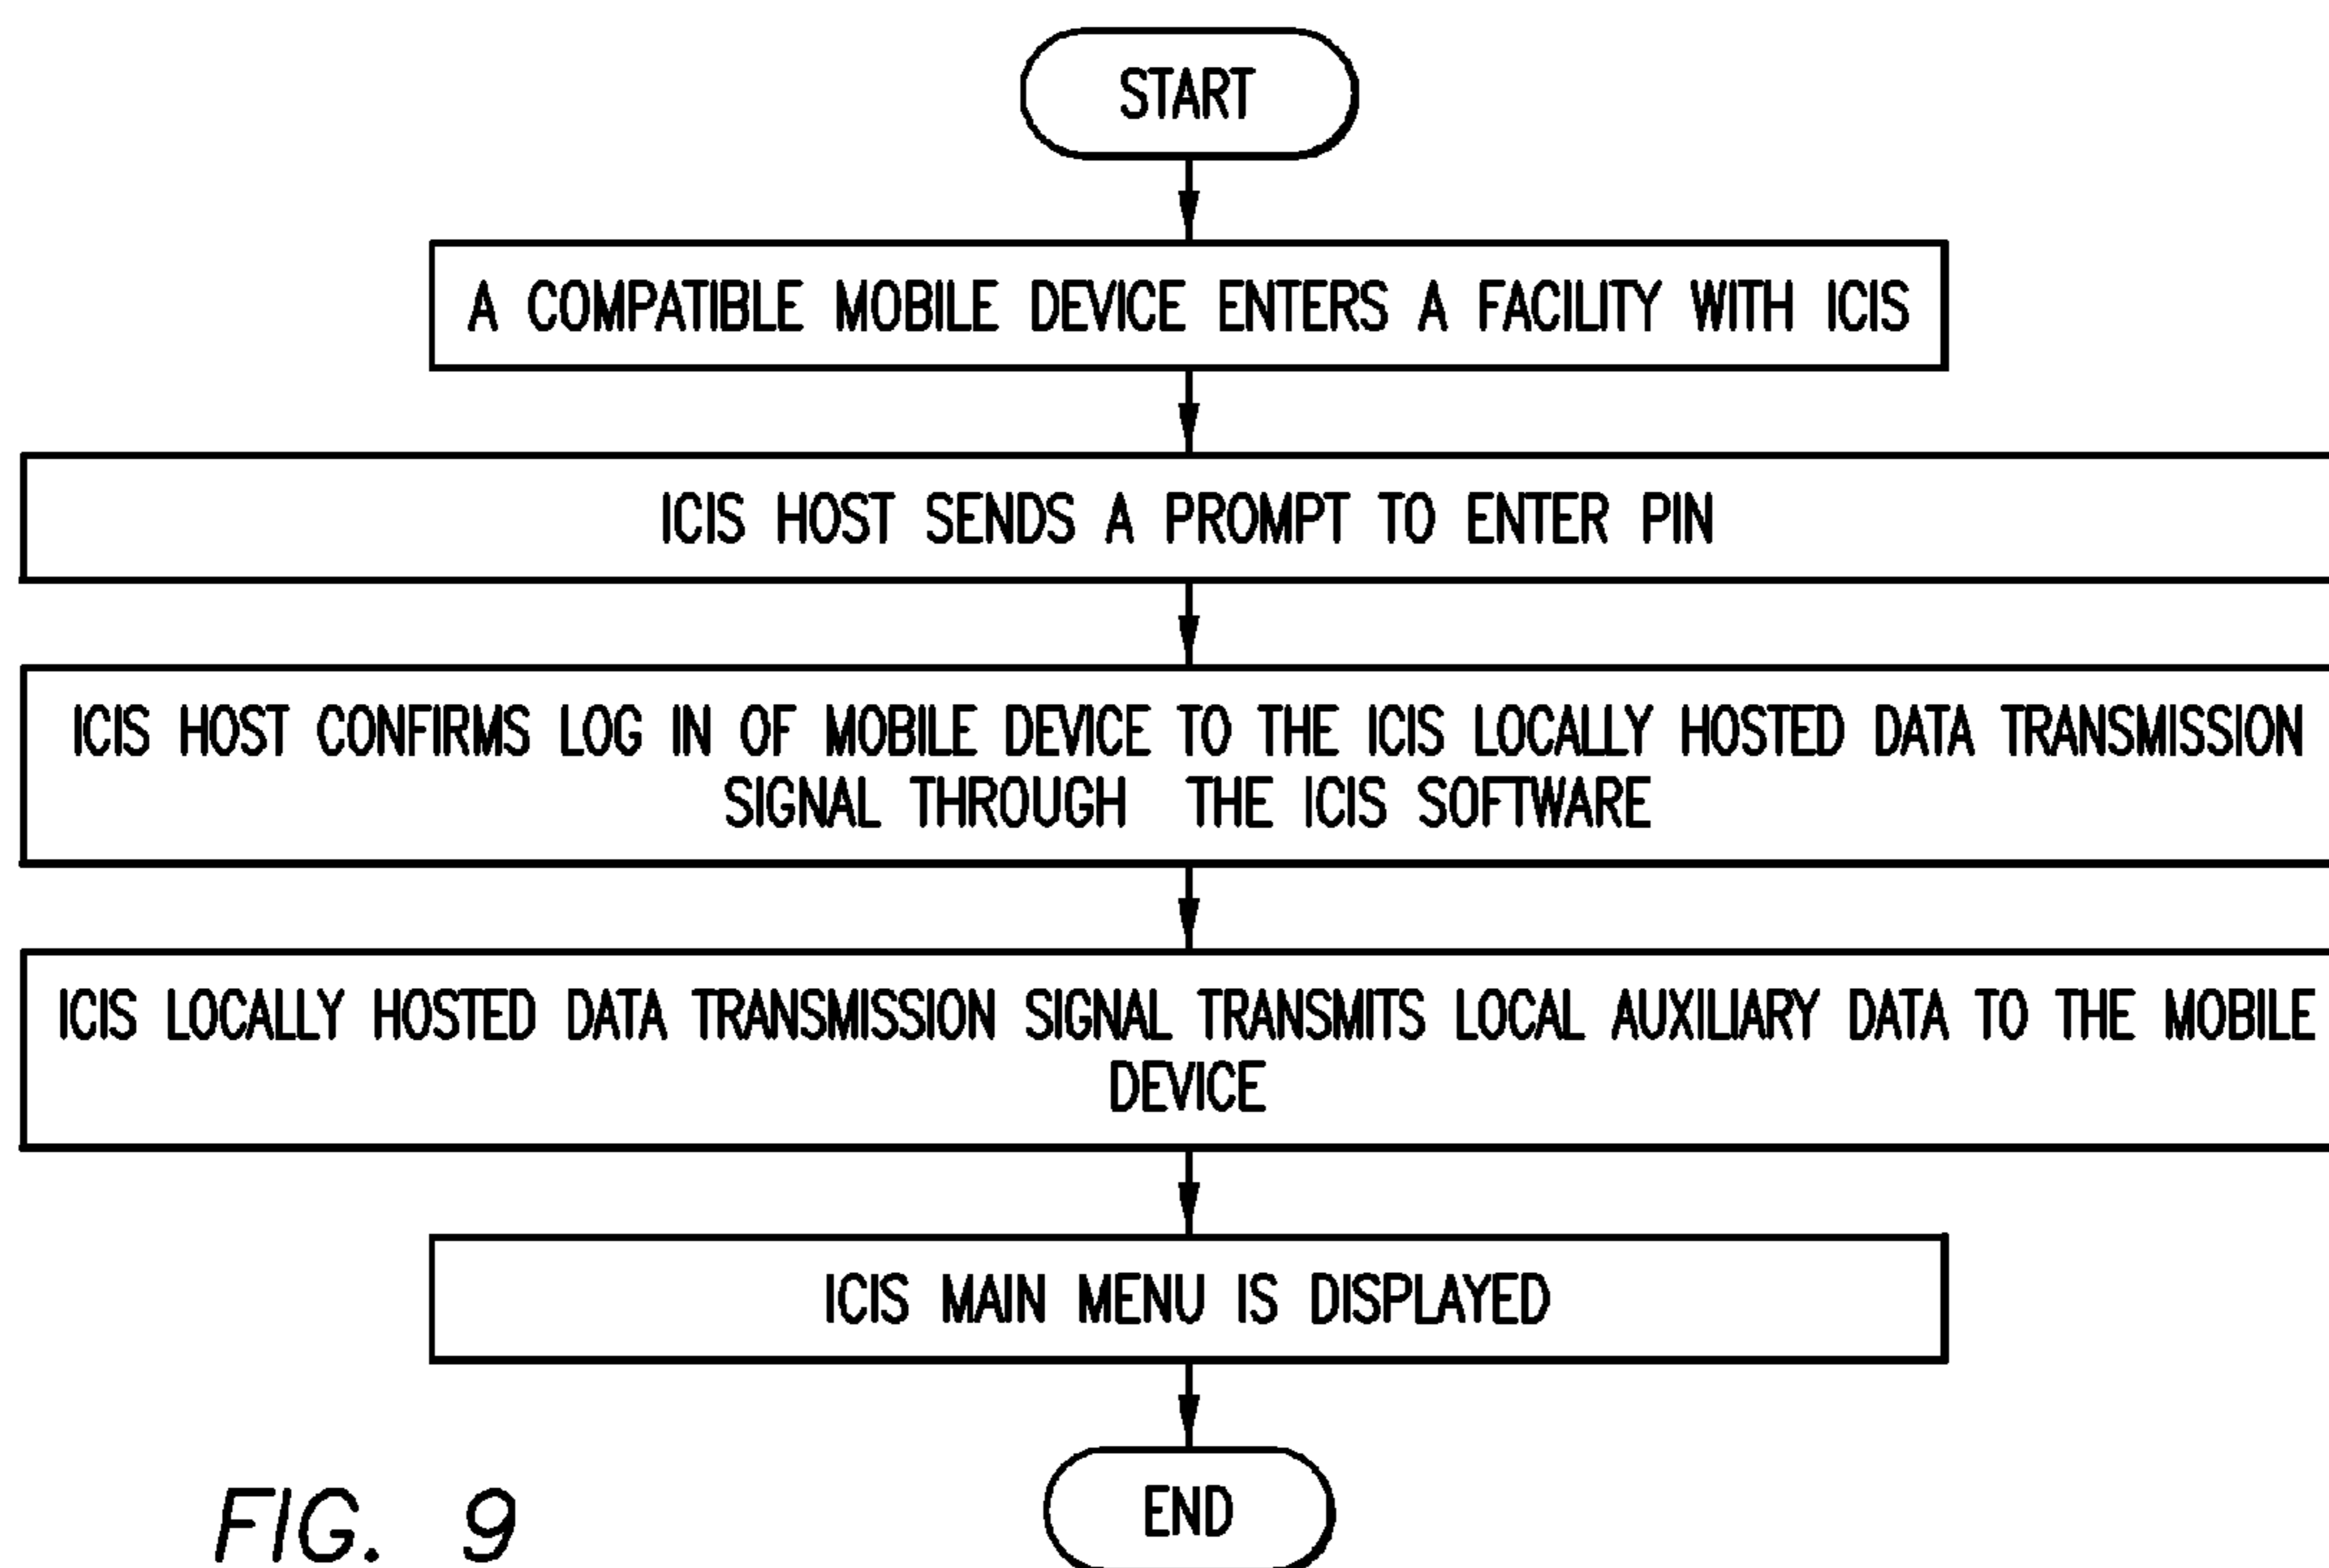 START
A COMPATIBLE MOBILE DEVICE ENTERS A FACILITY WITH ICIS
ICIS HOST SENDS A PROMPT TO ENTER PIN
ICIS HOST CONFIRMS LOG IN OF MOBILE DEVICE TO THE ICIS LOCALLY HOSTED DATA TRANSMISSION
SIGNAL THROUGH THE ICIS SOFTWARE
ICIS LOCALLY HOSTED DATA TRANSMISSION SIGNAL TRANSMITS LOCAL AUXILIARY DATA TO THE MOBILE
DEVICE
ICIS MAIN MENU IS DISPLAYED
END
FIG. 9